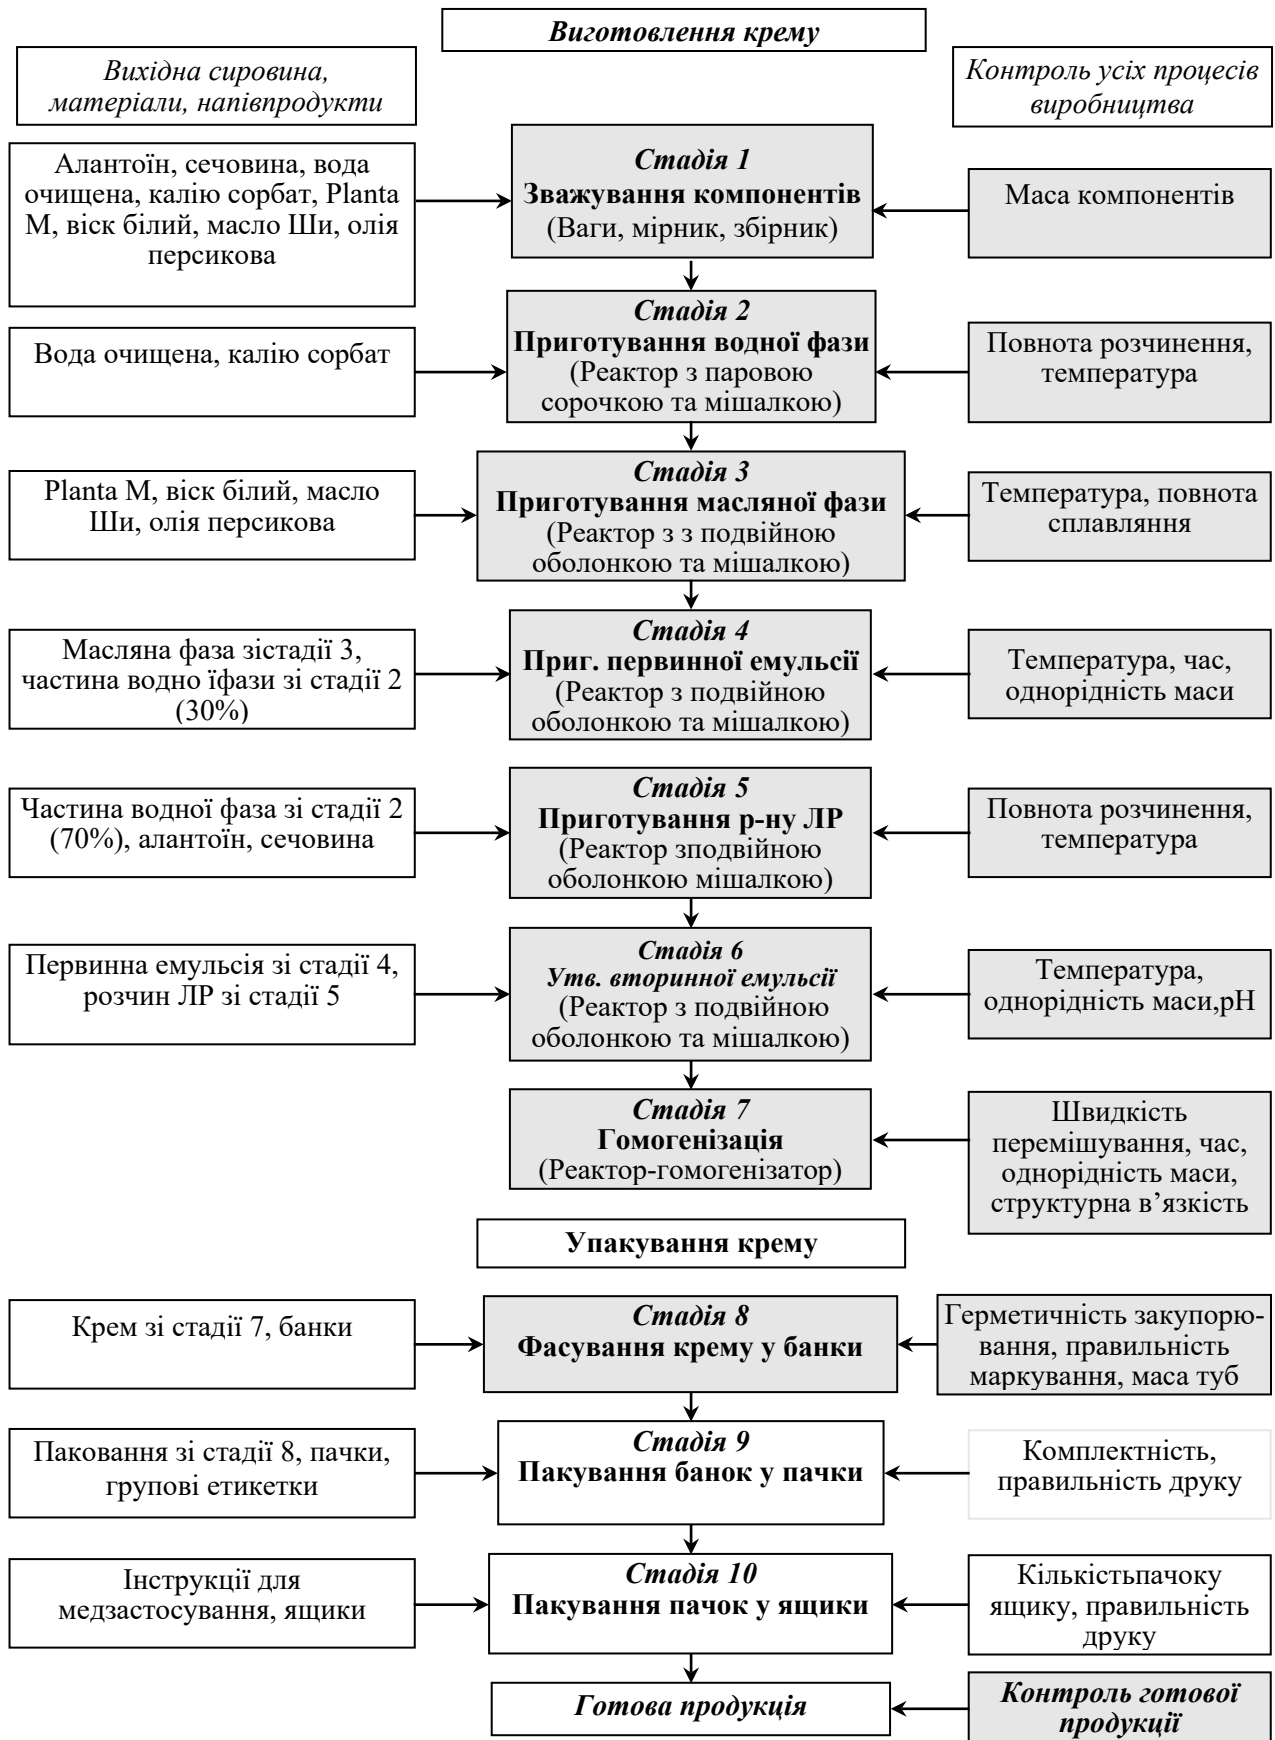 Виготовлення крему
Вихідна сировина,
матеріали, напівпродукти
Контроль усіх процесів
виробництва
Алантоїн, сечовина, вода
очищена, калію сорбат, Planta
M, віск білий, масло Ши, олія
персикова
Стадія 1
Зважування компонентів
(Ваги, мірник, збірник)
Маса компонентів
Вода очищена, калію сорбат
Стадія 2
Приготування водної фази
(Реактор з паровою
сорочкою та мішалкою)
Повнота розчинення,
температура
Planta M, віск білий, масло
Ши, олія персикова
Стадія 3
Приготування масляної фази
(Реактор з з подвійною
оболонкою та мішалкою)
Температура, повнота
сплавляння
Масляна фаза зістадії 3,
частина водно їфази зі стадії 2
(30%)
Стадія 4
Приг. первинної емульсії
(Реактор з подвійною
оболонкою та мішалкою)
Температура, час,
однорідність маси
Частина водної фаза зі стадії 2
(70%), алантоїн, сечовина
Стадія 5
Приготування р-ну ЛР
(Реактор зподвійною
оболонкою мішалкою)
Повнота розчинення,
температура
Первинна емульсія зі стадії 4,
розчин ЛР зі стадії 5
Стадія 6
Утв. вторинної емульсії
(Реактор з подвійною
оболонкою та мішалкою)
Температура,
однорідність маси,рН
Стадія 7
Гомогенізація
(Реактор-гомогенізатор)
Швидкість
перемішування, час,
однорідність маси,
структурна в’язкість
Упакування крему
Крем зі стадії 7, банки
Стадія 8
Фасування крему у банки
Герметичність закупорю-
вання, правильність
маркування, маса туб
Паковання зі стадії 8, пачки,
групові етикетки
Стадія 9
Пакування банок у пачки
Комплектність,
правильність друку
Інструкції для
медзастосування, ящики
Стадія 10
Пакування пачок у ящики
Кількістьпачоку
ящику, правильність
друку
Готова продукція
Контроль готової
продукції